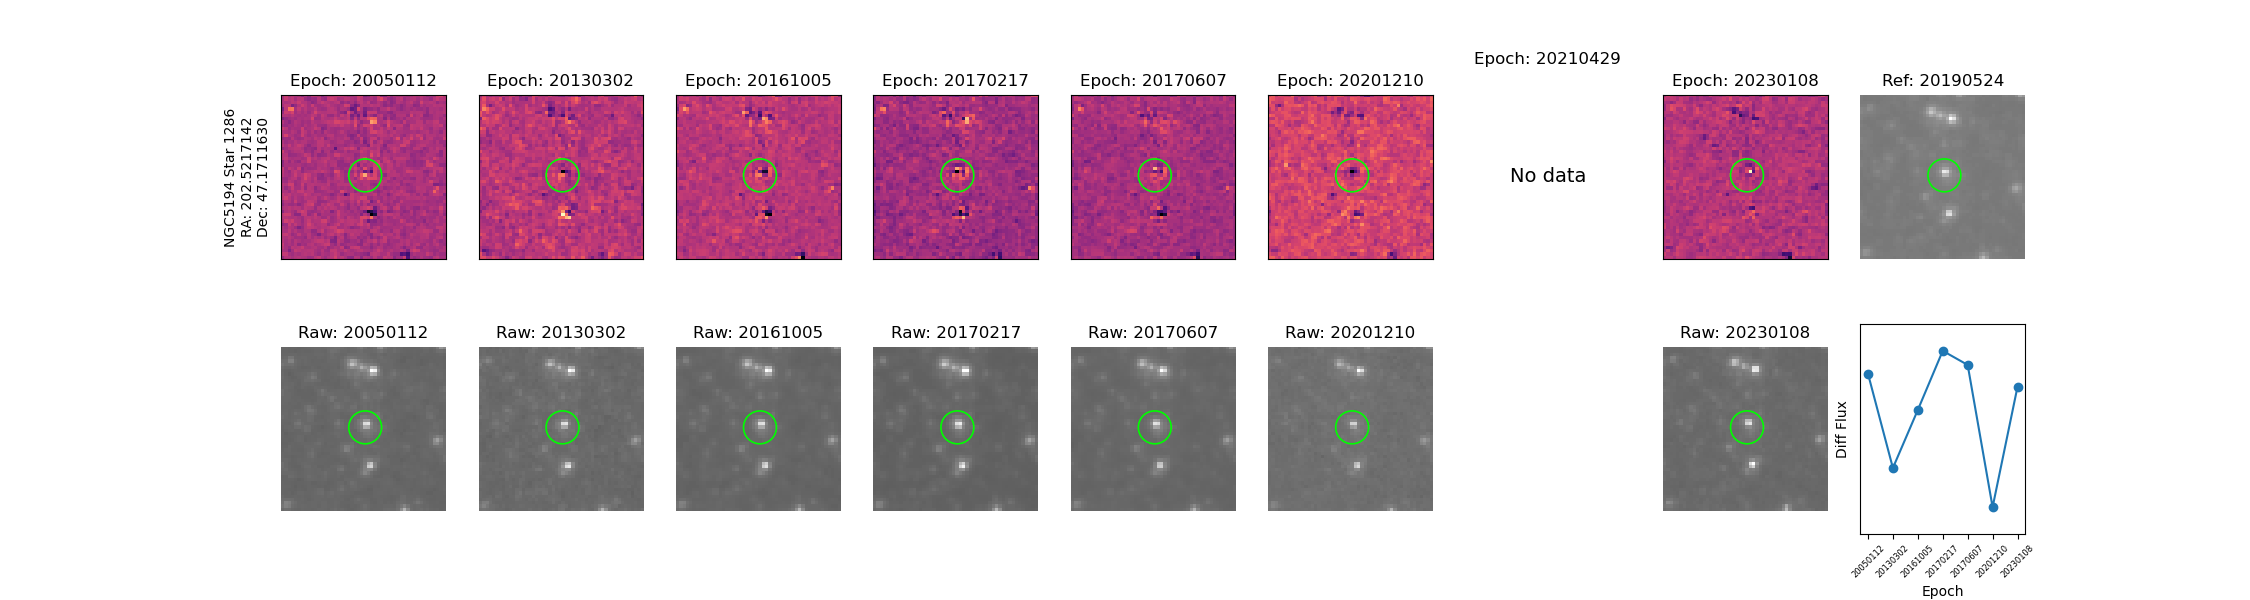 NGC5194 Star 1286
RA: 202.5217142
Dec: 47.1711630
Epoch: 20050112
Epoch: 20130302
Epoch: 20161005
Epoch: 20170217
Epoch: 20170607
Epoch: 20201210
Epoch: 20210429
No data
Epoch: 20230108
Ref: 20190524
Raw: 20050112
Raw: 20130302
Raw: 20161005
Raw: 20170217
Raw: 20170607
Raw: 20201210
Raw: 20230108
Diff Flux
20050112
20130302
20161005
20170217
20170607
20201210
20230108
Epoch